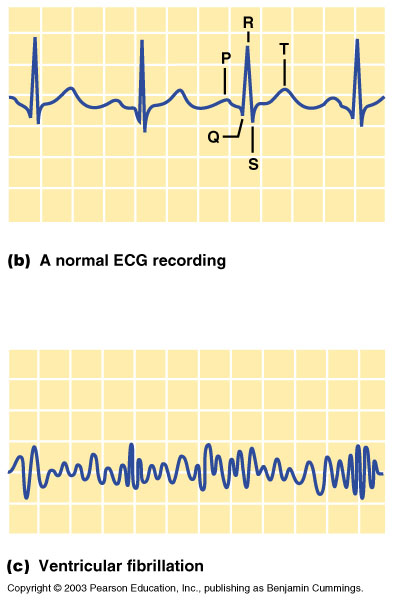 R
P
T
Q
S
(b) A normal ECG recording
(c) Ventricular fibrillation
Copyright © 2003 Pearson Education, Inc., publishing as Benjamin Cummings.